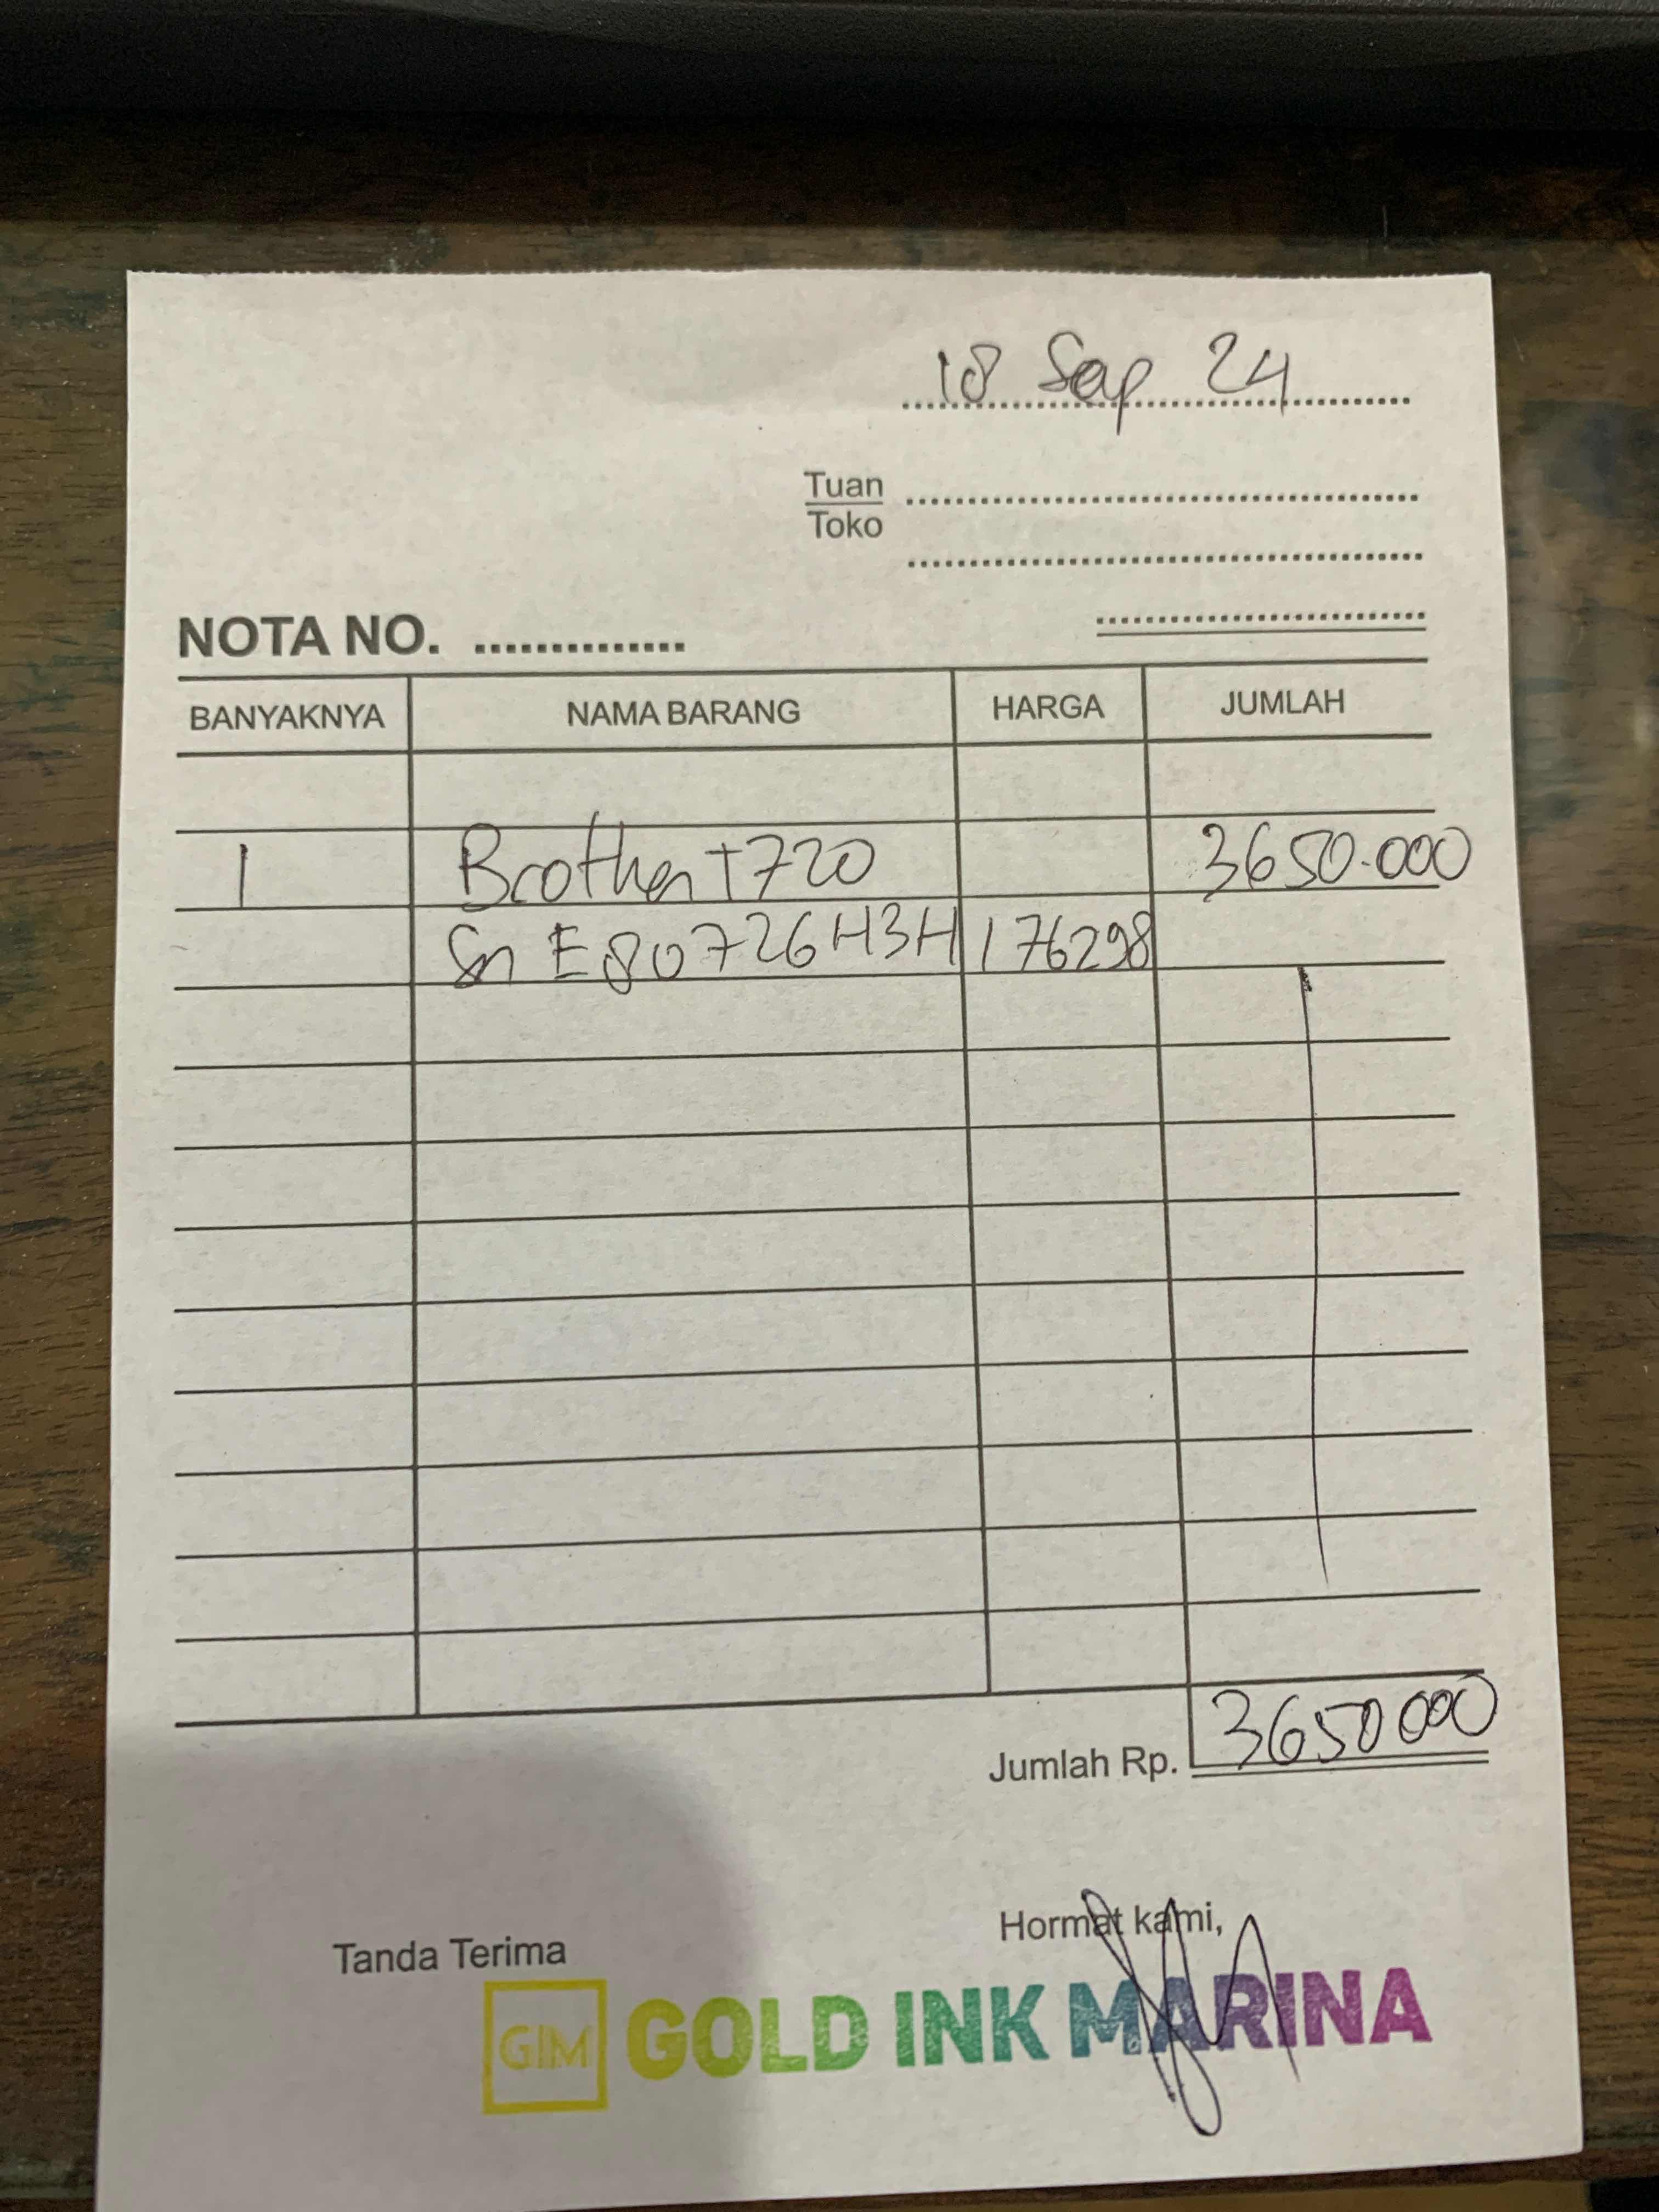 18 Sep 24
Tuan
Toko
NOTA NO.
BANYAKNYA NAMA BARANG HARGA JUMLAH
1 Brother T720 3650.000
Sn E80726H3H176298
Jumlah Rp. 3650000
Tanda Terima Hormat kami,
GIM GOLD INK MARINA